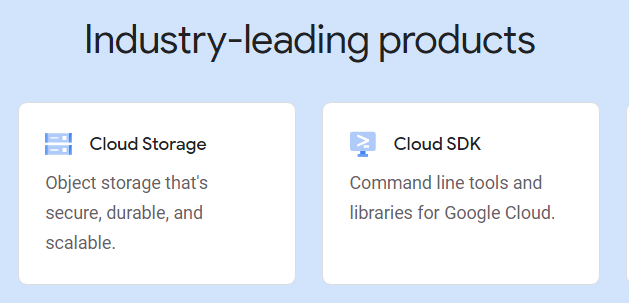 Industry-leading products
Cloud Storage
Object storage that's
secure, durable, and
scalable.
Cloud SDK
Command line tools and
libraries for Google Cloud.